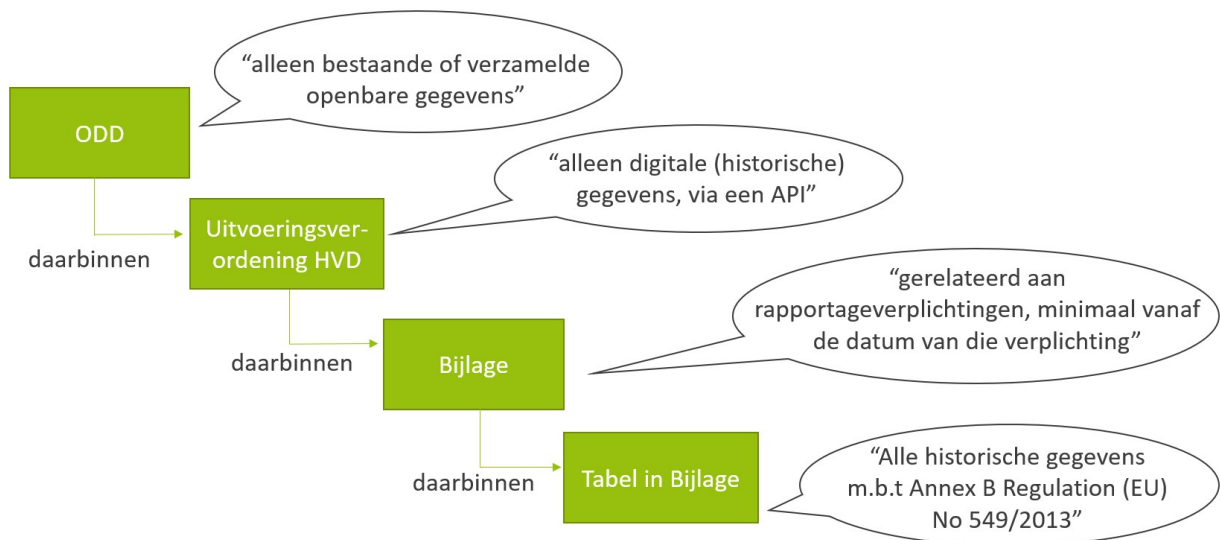 “alleen bestaande of verzamelde
openbare gegevens”
ODD
“alleen digitale (historische)
gegevens, via een API”
daarbinnen
Uitvoeringsver-
ordening HVD
“gerelateerd aan
rapportageverplichtingen, minimaal vanaf
de datum van die verplichting”
daarbinnen
Bijlage
“Alle historische gegevens
m.b.t Annex B Regulation (EU)
No 549/2013”
daarbinnen
Tabel in Bijlage